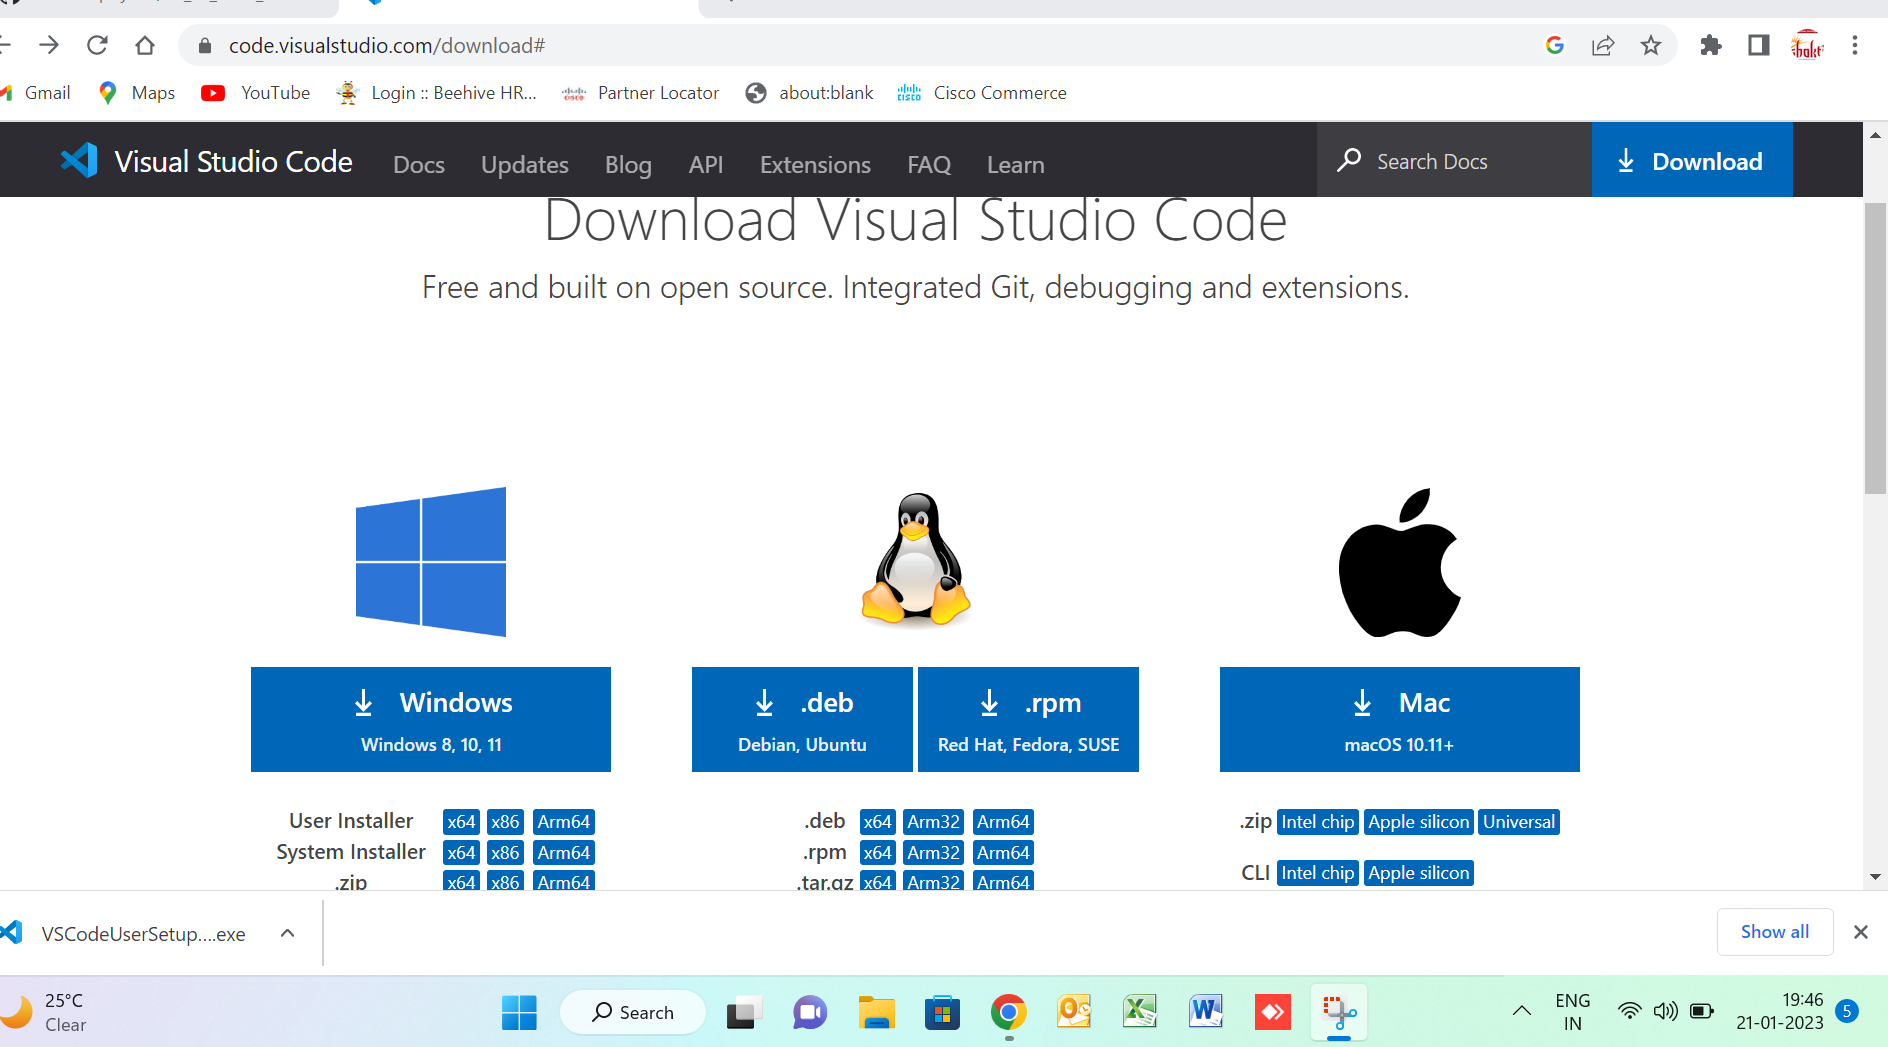 code.visualstudio.com/download#
Gmail Maps YouTube Login :: Beehive HR... Partner Locator about:blank Cisco Commerce
Visual Studio Code Docs Updates Blog API Extensions FAQ Learn Search Docs Download
Download Visual Studio Code
Free and built on open source. Integrated Git, debugging and extensions.
Windows
Windows 8, 10, 11
.deb
Debian, Ubuntu
.rpm
Red Hat, Fedora, SUSE
Mac
macOS 10.11+
User Installer x64 x86 Arm64
System Installer x64 x86 Arm64
.zip x64 x86 Arm64
.deb x64 Arm32 Arm64
.rpm x64 Arm32 Arm64
.tar.gz x64 Arm32 Arm64
.zip Intel chip Apple silicon Universal
CLI Intel chip Apple silicon
VSCodeUserSetup....exe Show all
25°C
Clear
Search
ENG
IN
19:46
21-01-2023
5